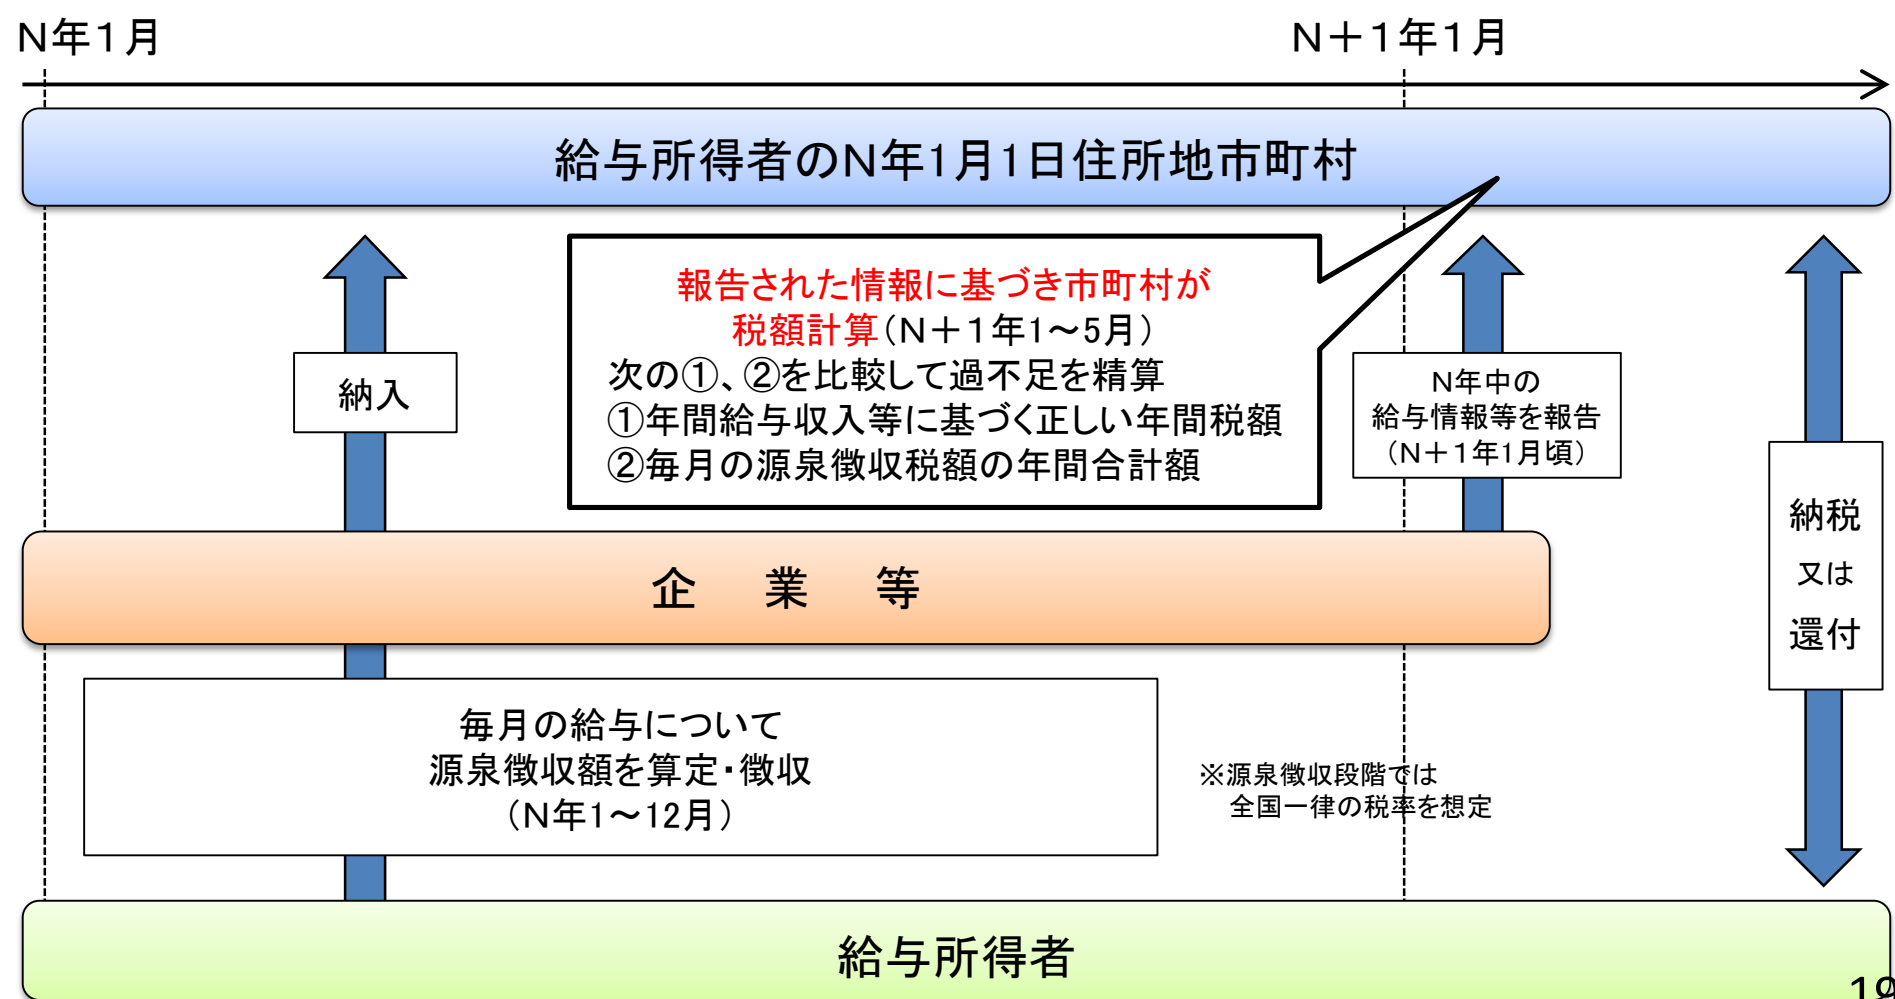 N年1月
N＋1年1月
給与所得者のN年1月1日住所地市町村
報告された情報に基づき市町村が
税額計算（N＋1年1～5月）
次の①、②を比較して過不足を精算
①年間給与収入等に基づく正しい年間税額
②毎月の源泉徴収税額の年間合計額
納入
N年中の
給与情報等を報告
（N＋1年1月頃）
納税
又は
還付
企　業　等
毎月の給与について
源泉徴収額を算定・徴収
（N年1～12月）
※源泉徴収段階では
全国一律の税率を想定
給与所得者